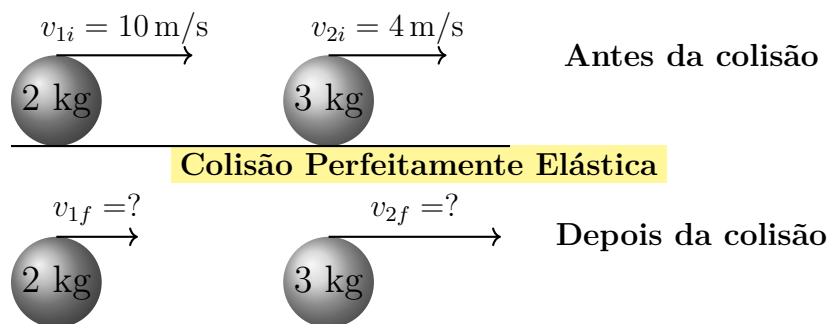 v₁ᵢ = 10 m/s
v₂ᵢ = 4 m/s
Antes da colisão
2 kg
3 kg
Colisão Perfeitamente Elástica
v₁f =?
v₂f =?
Depois da colisão
2 kg
3 kg